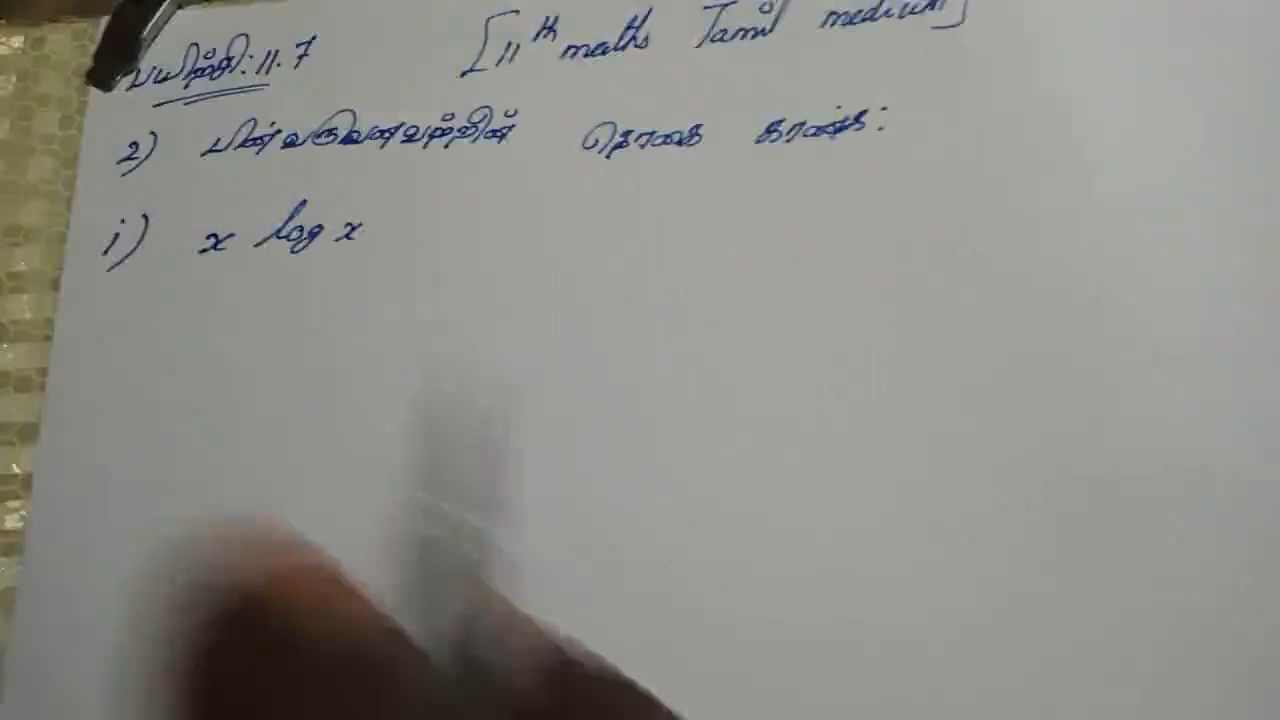 பயிற்சி: 11.7 [11th maths Tamil medium]
2) பின்வருவனவற்றின் தொகை காண்க:
i) x log x